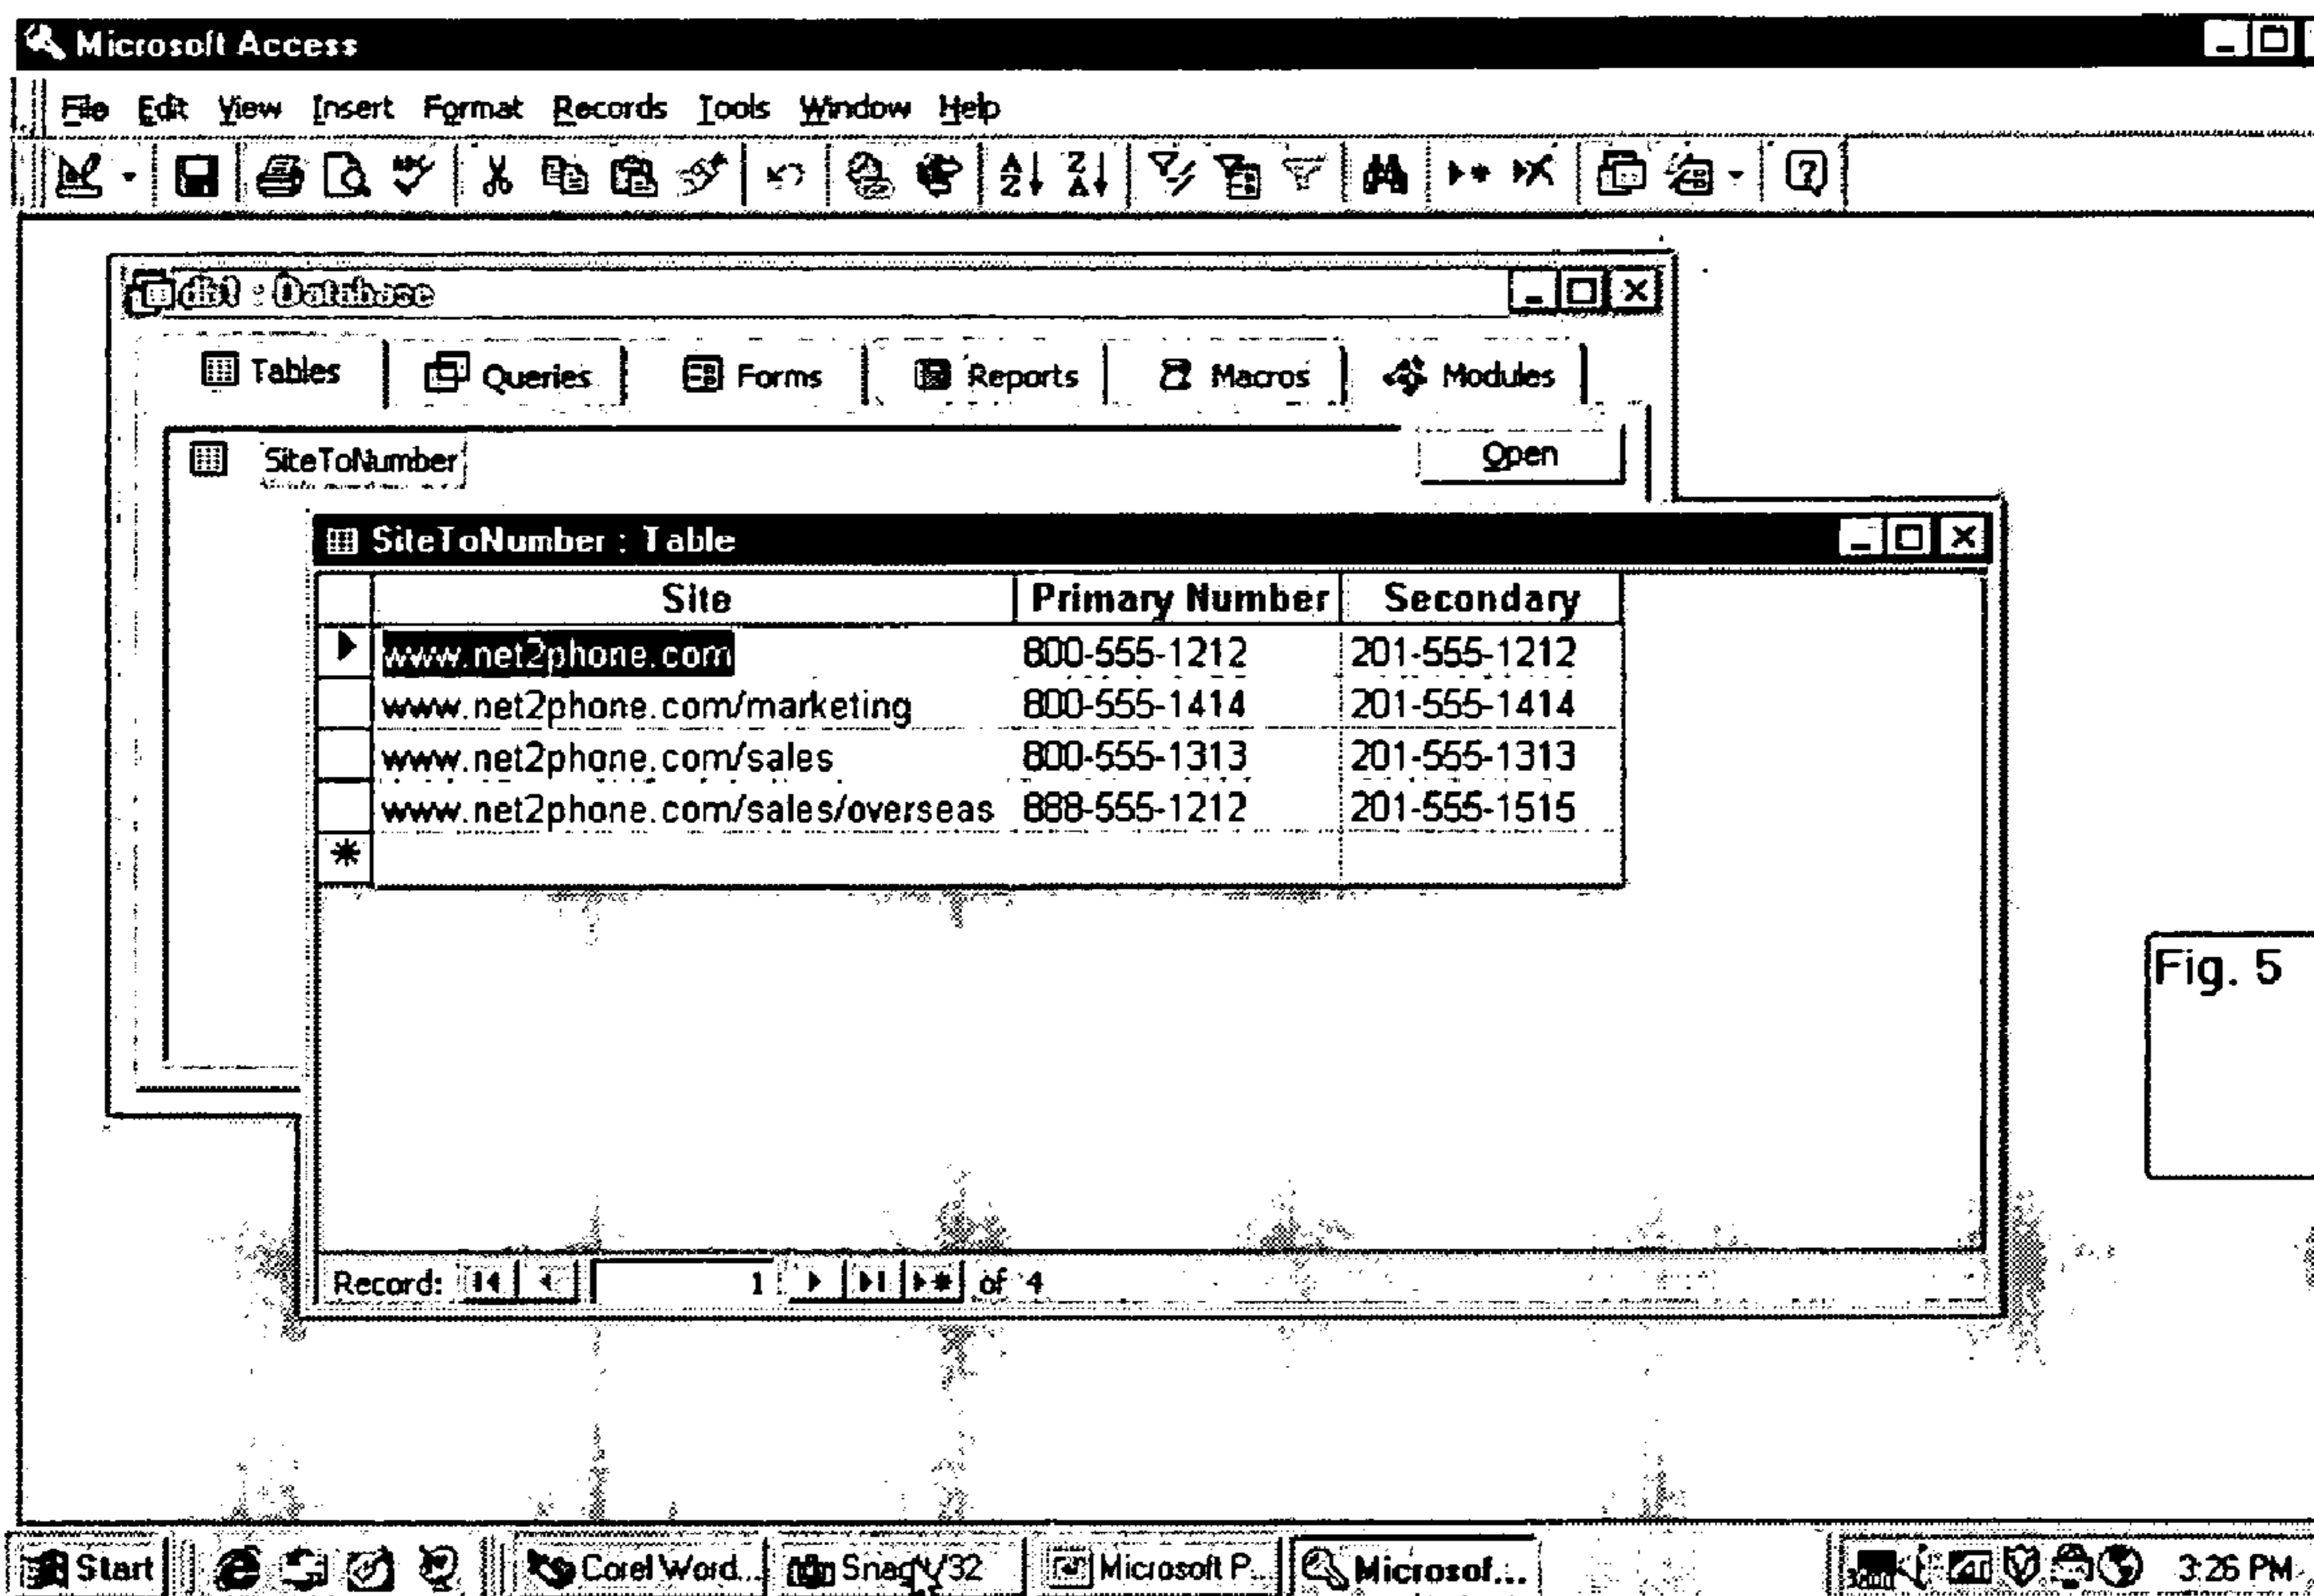 Microsoft Access
File Edit View Insert Format Records Tools Window Help
db1 : Database
Tables Queries Forms Reports Macros Modules
SiteToNumber Open
SiteToNumber : Table
Site Primary Number Secondary
www.net2phone.com 800-555-1212 201-555-1212
www.net2phone.com/marketing 800-555-1414 201-555-1414
www.net2phone.com/sales 800-555-1313 201-555-1313
www.net2phone.com/sales/overseas 888-555-1212 201-555-1515
Fig. 5
Record: 1 of 4
Start Corel Word... Microsoft P... Microsof... 3:26 PM